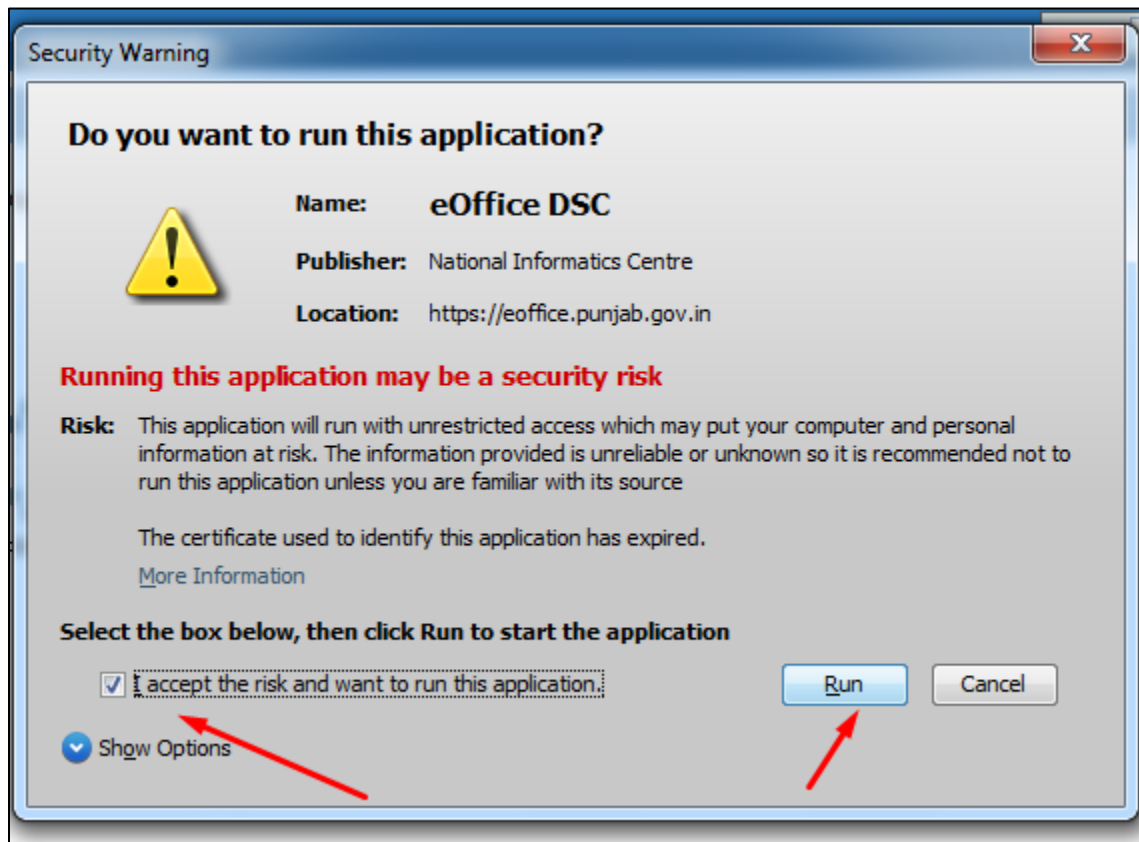 Security Warning
Do you want to run this application?
Name: eOffice DSC
Publisher: National Informatics Centre
Location: https://eoffice.punjab.gov.in
Running this application may be a security risk
Risk: This application will run with unrestricted access which may put your computer and personal
information at risk. The information provided is unreliable or unknown so it is recommended not to
run this application unless you are familiar with its source
The certificate used to identify this application has expired.
More Information
Select the box below, then click Run to start the application
I accept the risk and want to run this application.
Run Cancel
Show Options